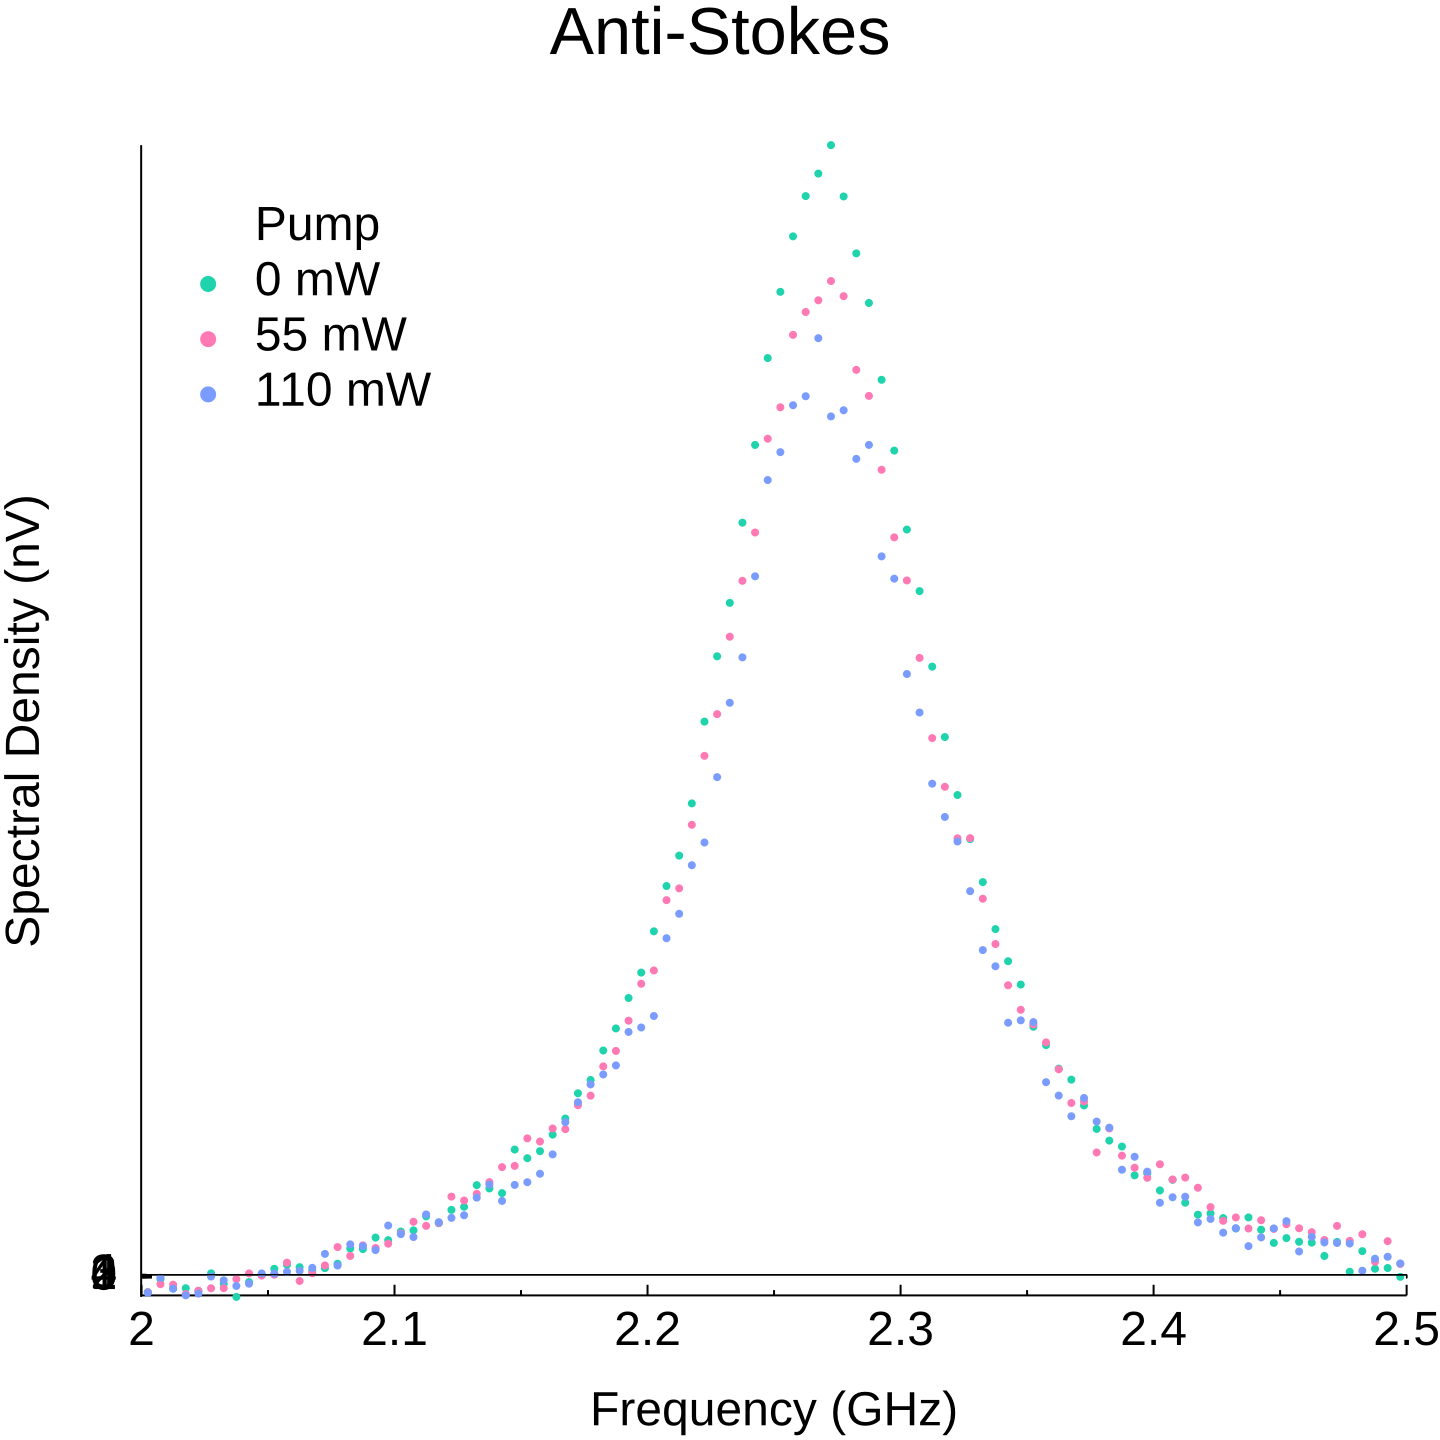 Anti-Stokes
Pump
0 mW
55 mW
110 mW
Spectral Density (nV)
2
2.1
2.2
2.3
2.4
2.5
Frequency (GHz)